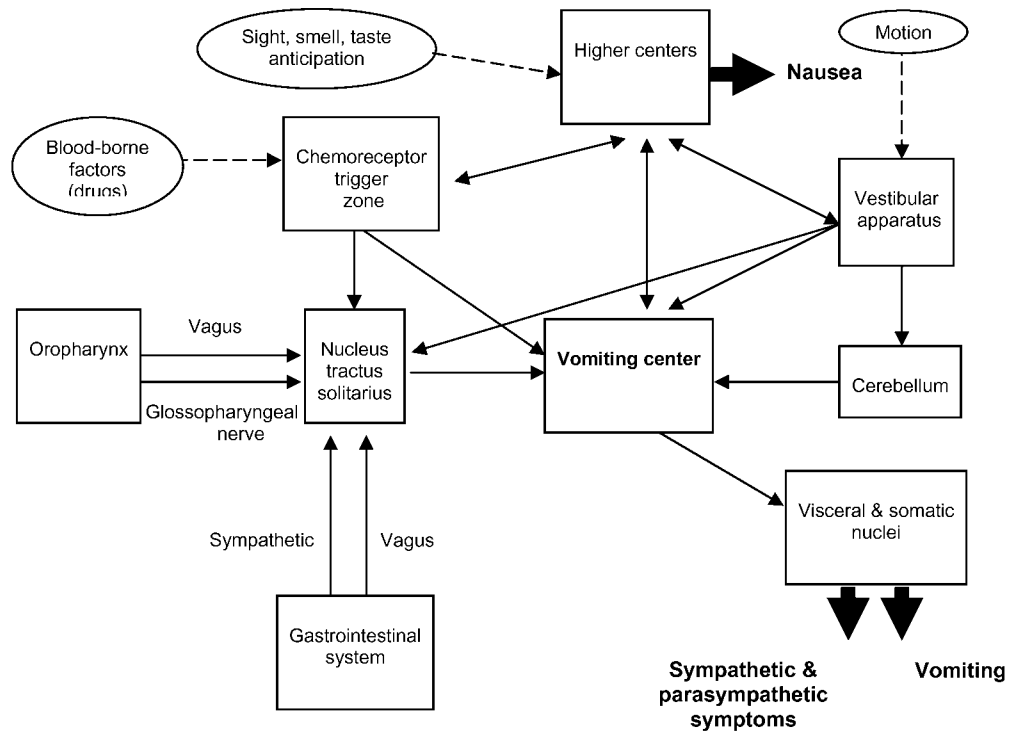 Sight, smell, taste
anticipation
Higher centers
Motion
Nausea
Blood-borne
factors
(drugs)
Chemoreceptor
trigger
zone
Vestibular
apparatus
Oropharynx
Vagus
Glossopharyngeal
nerve
Nucleus
tractus
solitarius
Vomiting center
Cerebellum
Visceral & somatic
nuclei
Sympathetic
Vagus
Gastrointestinal
system
Sympathetic &
parasympathetic
symptoms
Vomiting